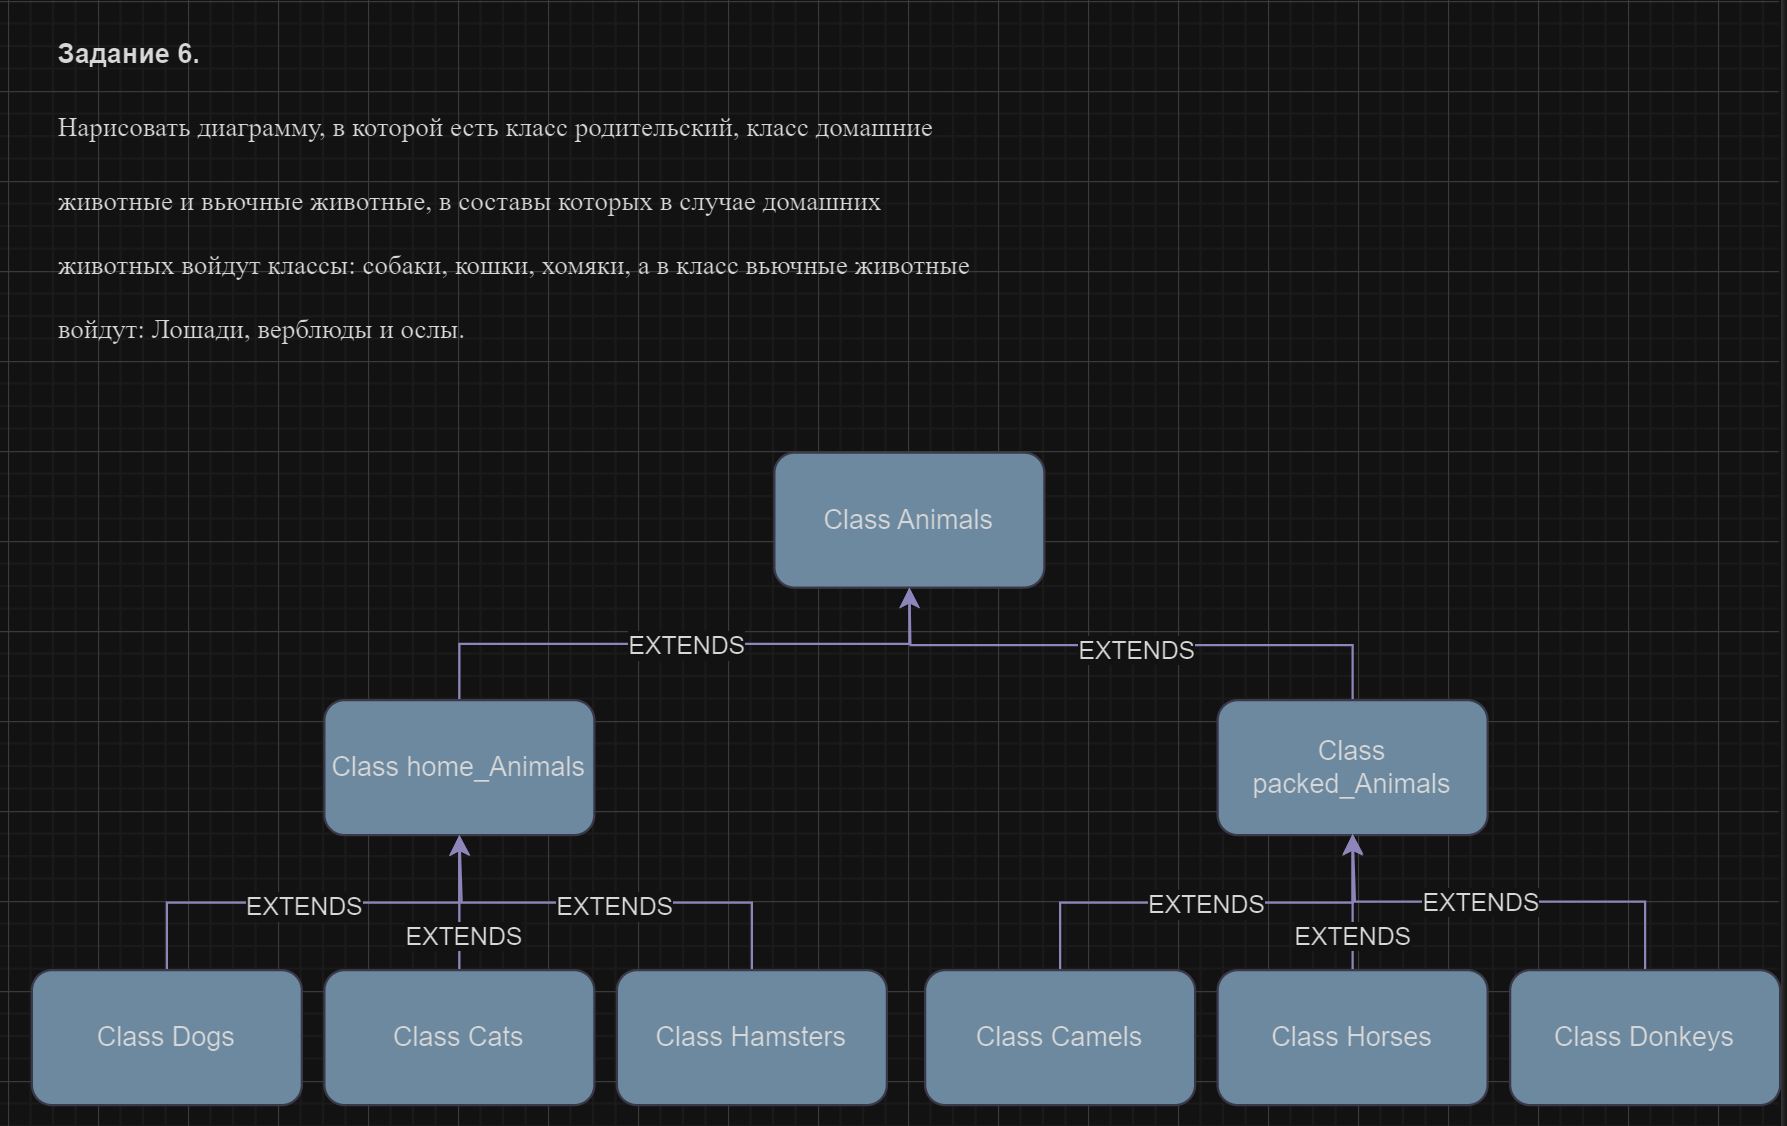 Задание 6.
Нарисовать диаграмму, в которой есть класс родительский, класс домашние
животные и вьючные животные, в составы которых в случае домашних
животных войдут классы: собаки, кошки, хомяки, а в класс вьючные животные
войдут: Лошади, верблюды и ослы.
Class Animals
EXTENDS
EXTENDS
Class home_Animals
Class
packed_Animals
EXTENDS
EXTENDS
EXTENDS
EXTENDS
EXTENDS
EXTENDS
Class Dogs
Class Cats
Class Hamsters
Class Camels
Class Horses
Class Donkeys